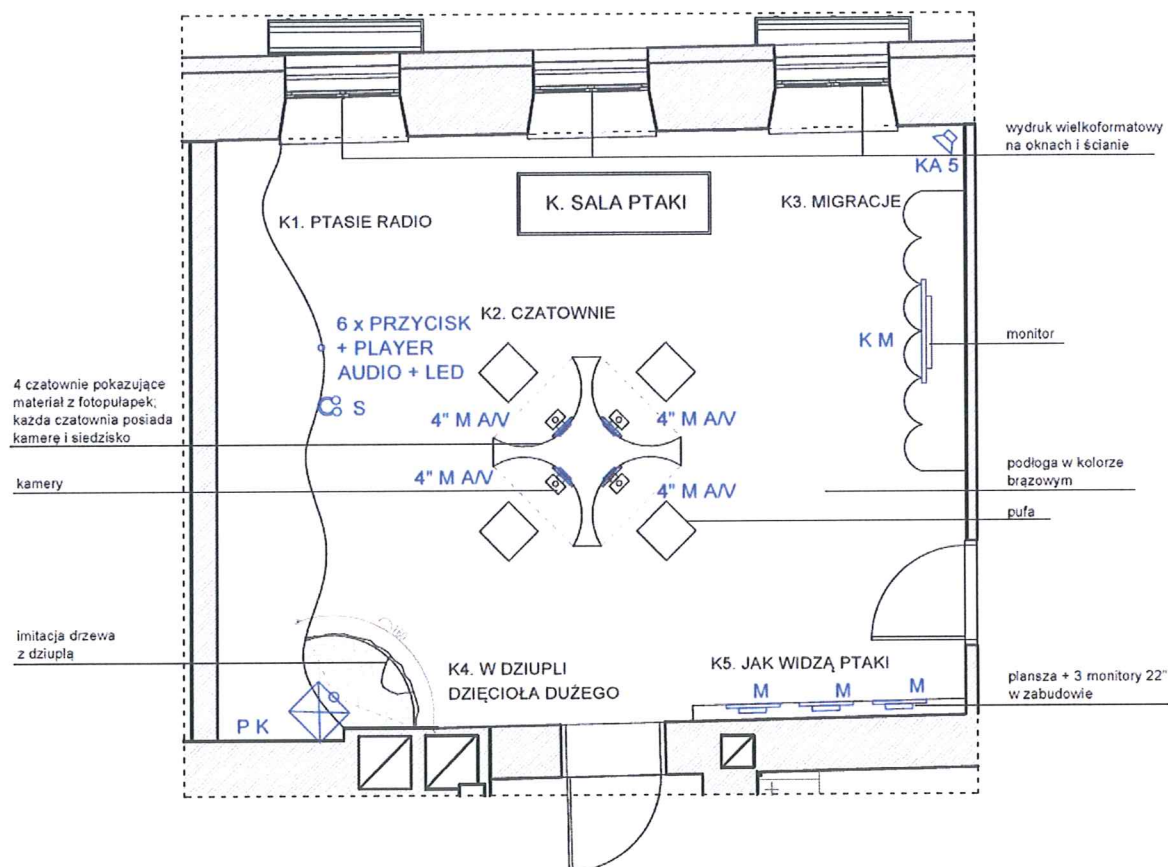 wydruk wielkoformatowy
na oknach i ścianie
KA 5
K. SALA PTAKI
K3. MIGRACJE
K1. PTASIE RADIO
K2. CZATOWNIE
6 x PRZYCISK
+ PLAYER
AUDIO + LED
K M
monitor
4 czatownie pokazujące
materiał z fotopułapek;
każda czatownia posiada
kamerę i siedzisko
S
4" M A/V
4" M A/V
4" M A/V
4" M A/V
kamery
podłoga w kolorze
brązowym
pufa
imitacja drzewa
z dziuplą
K4. W DZIUPLI
DZIĘCIOŁA DUŻEGO
K5. JAK WIDZĄ PTAKI
M
M
M
plansza + 3 monitory 22"
w zabudowie
P K